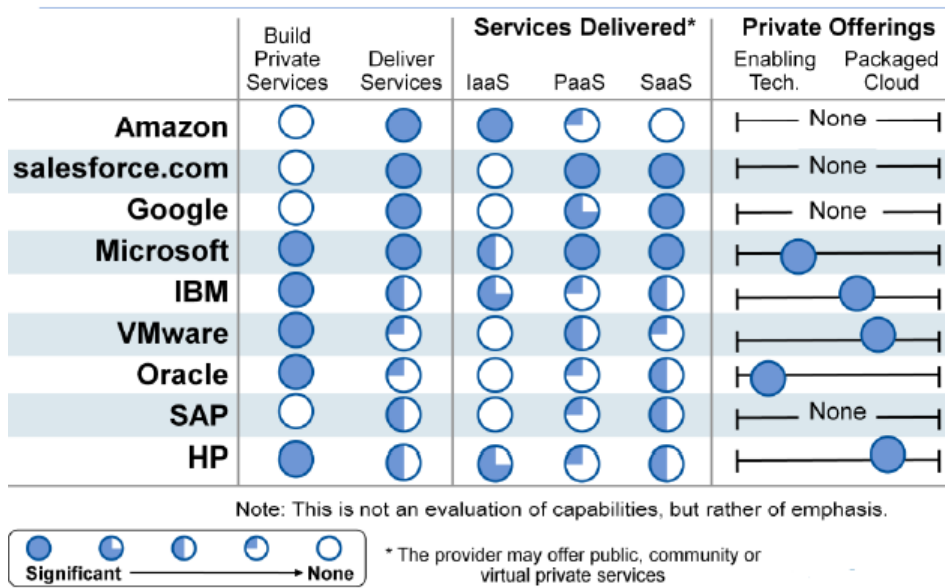 Services Delivered* Private Offerings
Build Private Services
Deliver Services
IaaS PaaS SaaS
Enabling Tech.
Packaged Cloud
Amazon None
salesforce.com None
Google None
Microsoft
IBM
VMware
Oracle
SAP None
HP
Note: This is not an evaluation of capabilities, but rather of emphasis.
Significant None
* The provider may offer public, community or
virtual private services